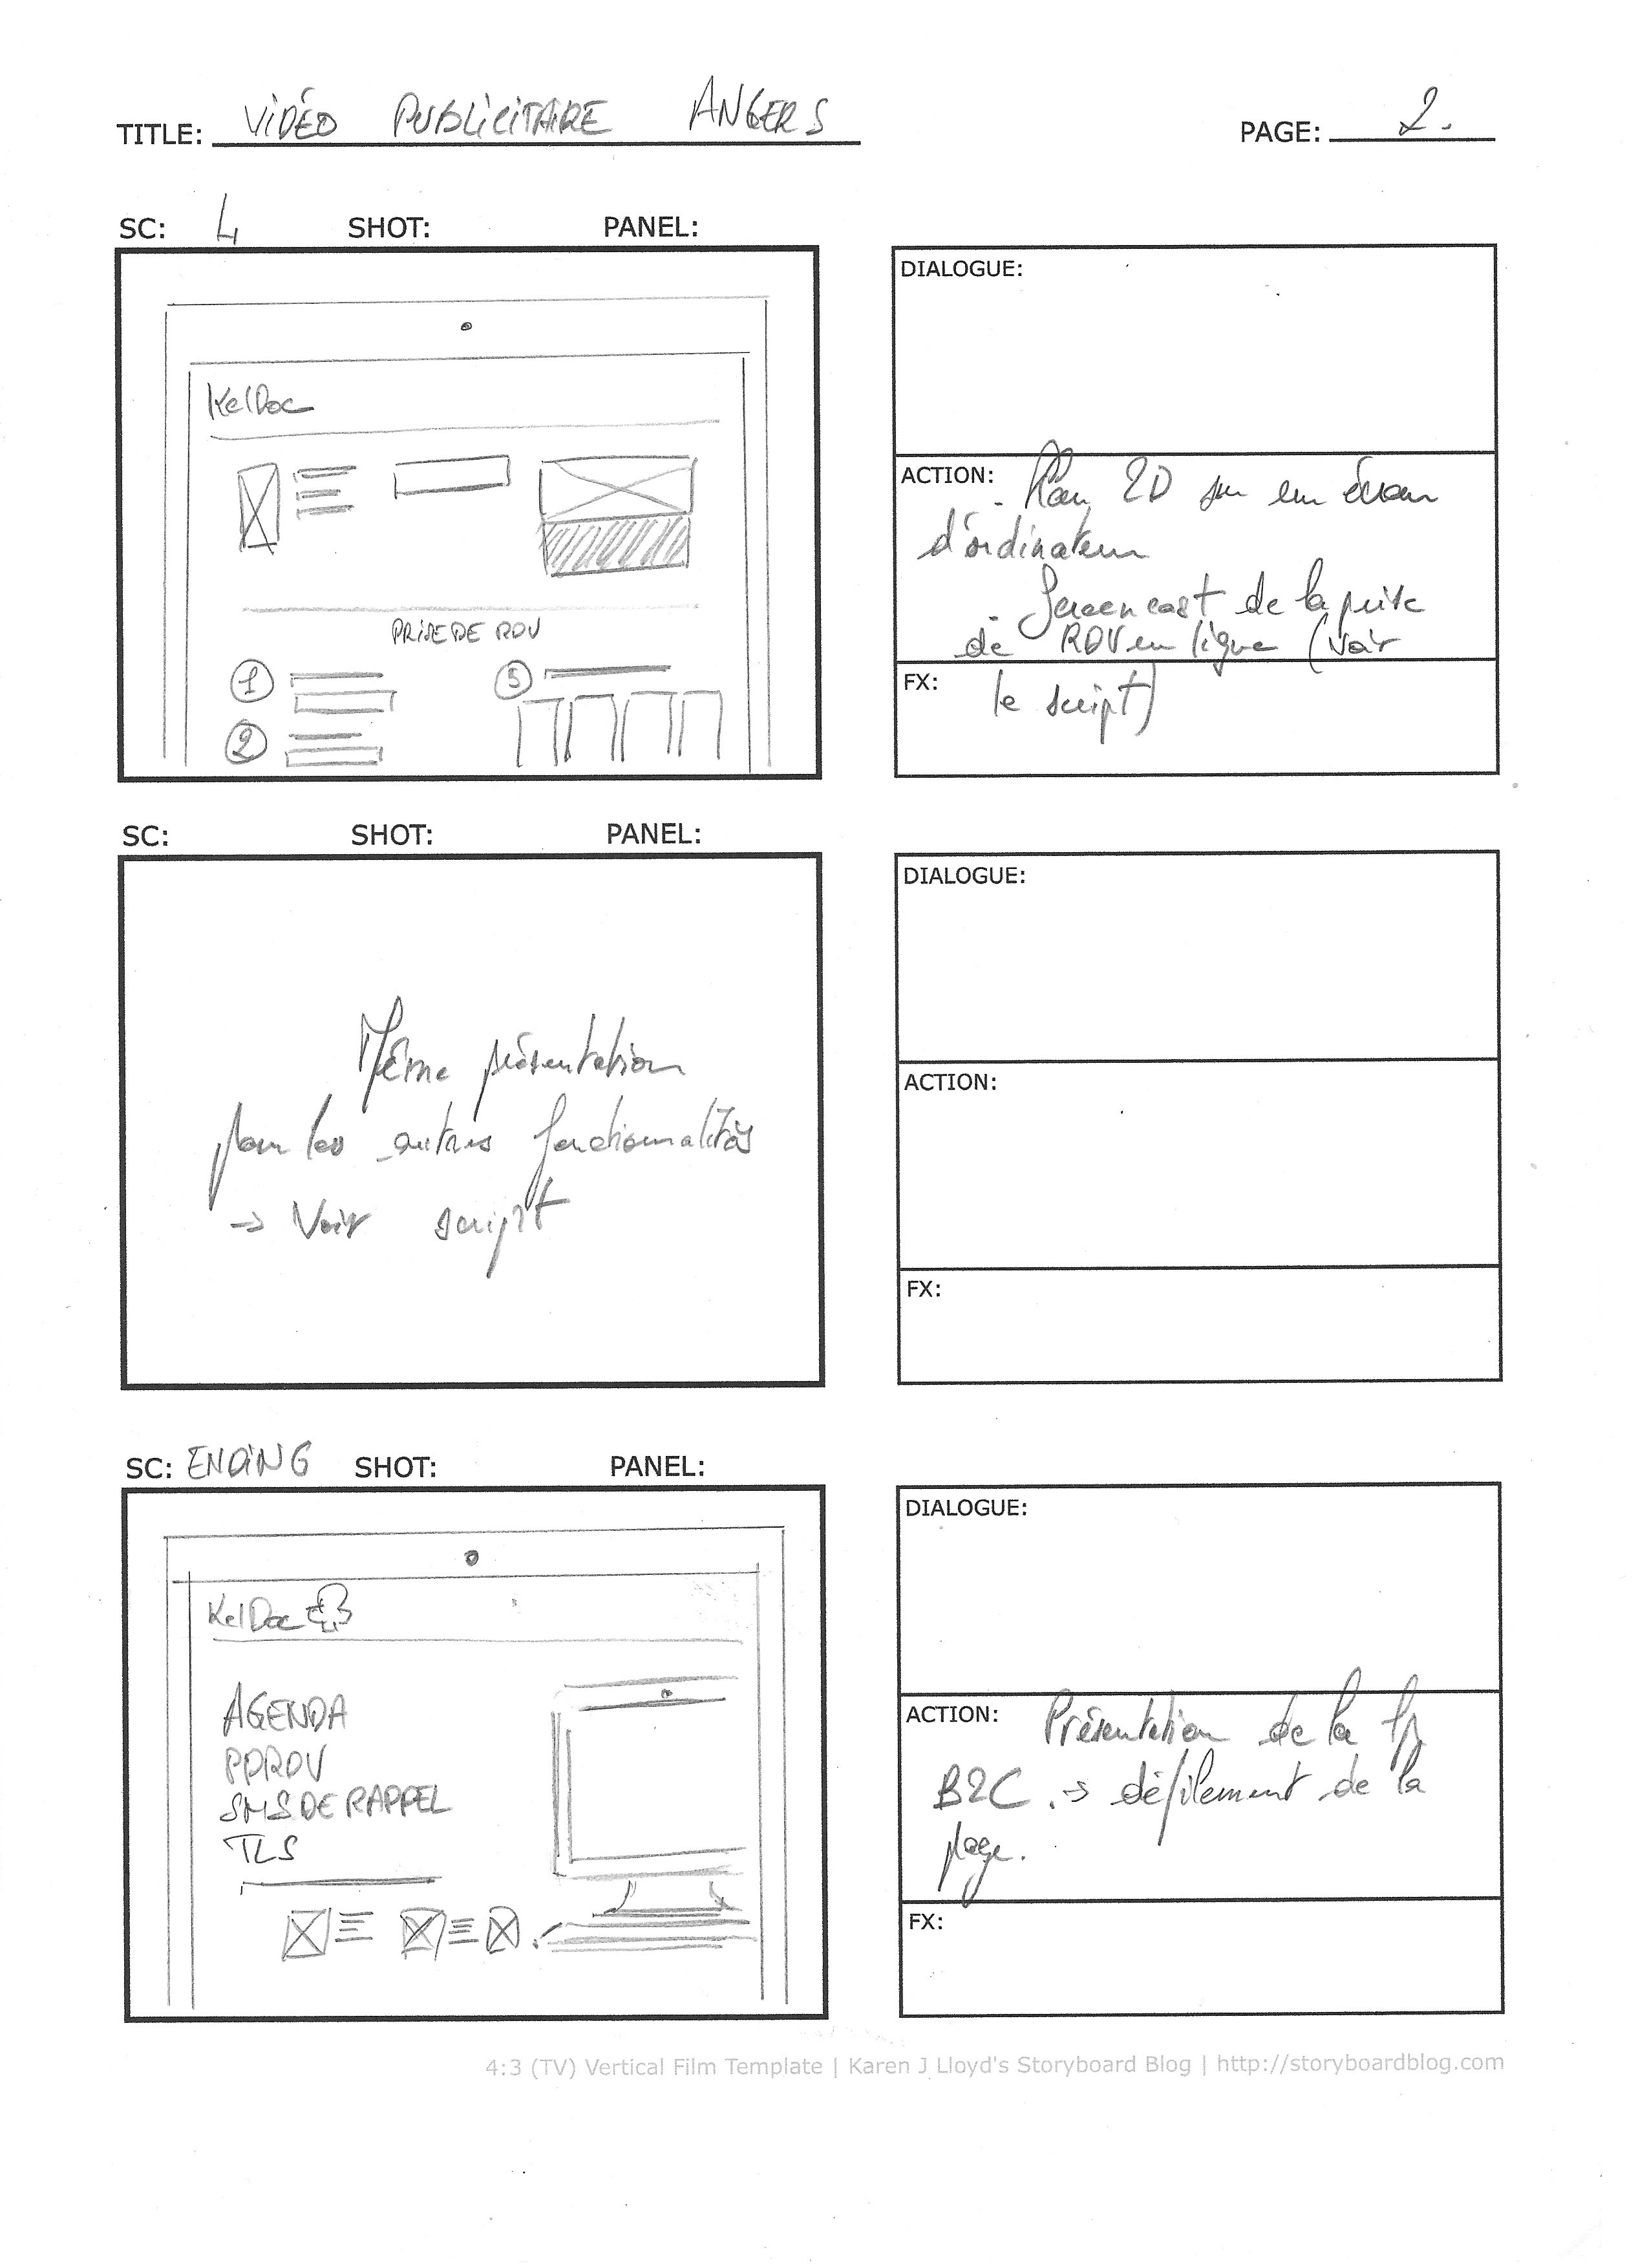 TITLE: VIDÉO PUBLICITAIRE ANGERS
PAGE: 2.
SC: 4 SHOT: PANEL:
KelDoc
PRISE DE RDV
1
3
2
DIALOGUE:
ACTION: - Plan 2D sur un écran
d'ordinateur
- Screencast de la prise
de RDV en ligne (voir
FX: le script)
SC: SHOT: PANEL:
Même présentation
pour les autres fonctionnalités
→ Voir script
DIALOGUE:
ACTION:
FX:
SC: ENDING SHOT: PANEL:
KelDoc
AGENDA
PDRDV
SMS DE RAPPEL
TLS
DIALOGUE:
ACTION: Présentation de la
B2C → défilement de la
page.
FX:
4:3 (TV) Vertical Film Template | Karen J Lloyd's Storyboard Blog | http://storyboardblog.com